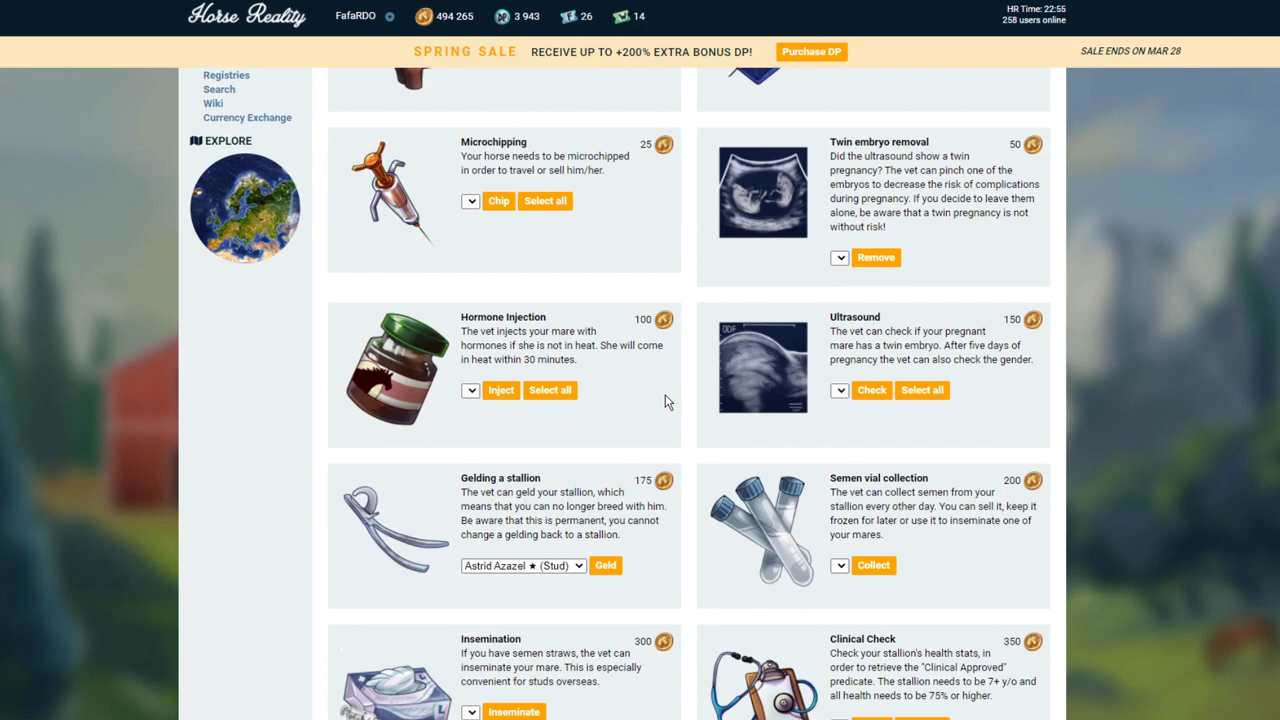 Horse Reality
FafaRDO 494 265 3 943 26 14
HR Time: 22:55
258 users online
SPRING SALE RECEIVE UP TO +200% EXTRA BONUS DP! Purchase DP
SALE ENDS ON MAR 28
Registries
Search
Wiki
Currency Exchange
EXPLORE
Microchipping 25
Your horse needs to be microchipped
in order to travel or sell him/her.
Chip Select all
Twin embryo removal 50
Did the ultrasound show a twin
pregnancy? The vet can pinch one of the
embryos to decrease the risk of complications
during pregnancy. If you decide to leave them
alone, be aware that a twin pregnancy is not
without risk!
Remove
Hormone Injection 100
The vet injects your mare with
hormones if she is not in heat. She will come
in heat within 30 minutes.
Inject Select all
Ultrasound 150
The vet can check if your pregnant
mare has a twin embryo. After five days of
pregnancy the vet can also check the gender.
Check Select all
Gelding a stallion 175
The vet can geld your stallion, which
means that you can no longer breed with him.
Be aware that this is permanent, you cannot
change a gelding back to a stallion.
Astrid Azazel ★ (Stud) Geld
Semen vial collection 200
The vet can collect semen from your
stallion every other day. You can sell it, keep it
frozen for later or use it to inseminate one of
your mares.
Collect
Insemination 300
If you have semen straws, the vet can
inseminate your mare. This is especially
convenient for studs overseas.
Inseminate
Clinical Check 350
Check your stallion's health stats, in
order to retrieve the "Clinical Approved"
predicate. The stallion needs to be 7+ y/o and
all health needs to be 75% or higher.